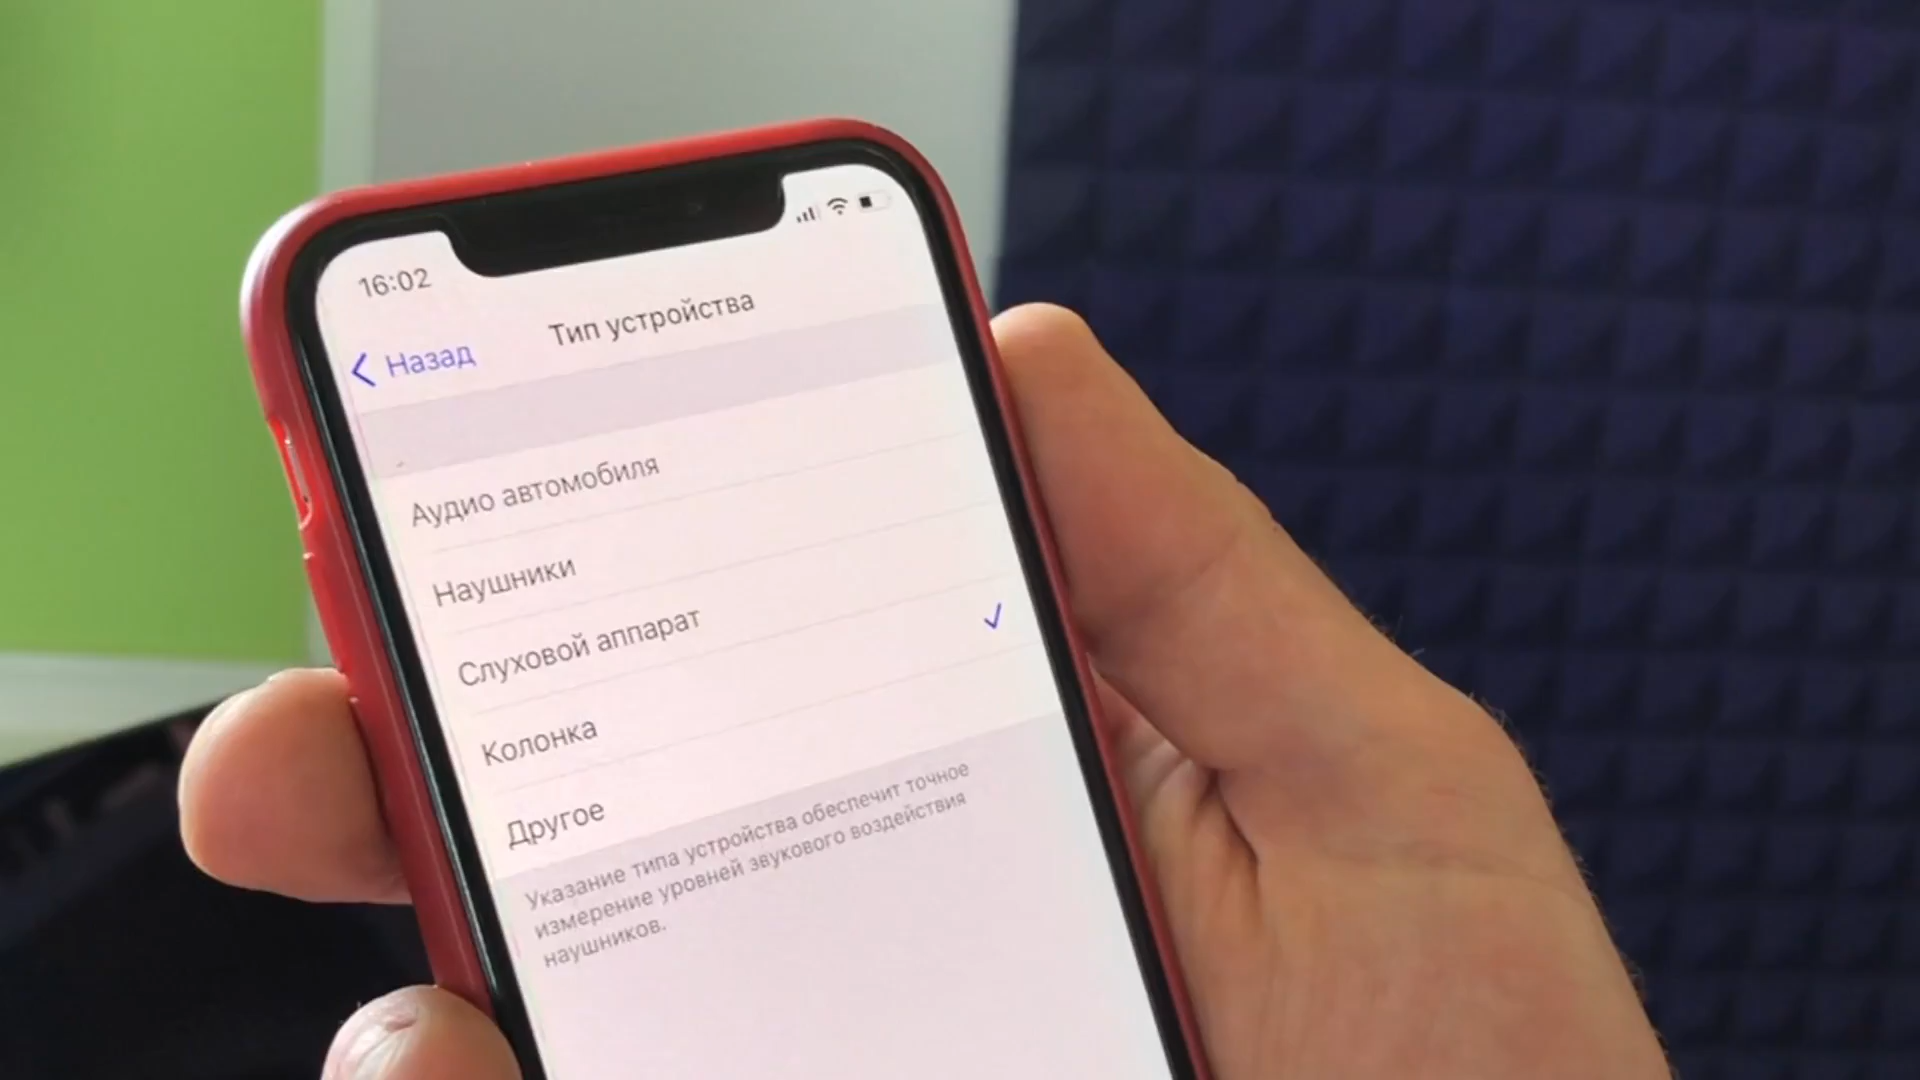 16:02
Назад
Тип устройства
Аудио автомобиля
Наушники
Слуховой аппарат
Колонка
Другое
Указание типа устройства обеспечит точное
измерение уровней звукового воздействия
наушников.